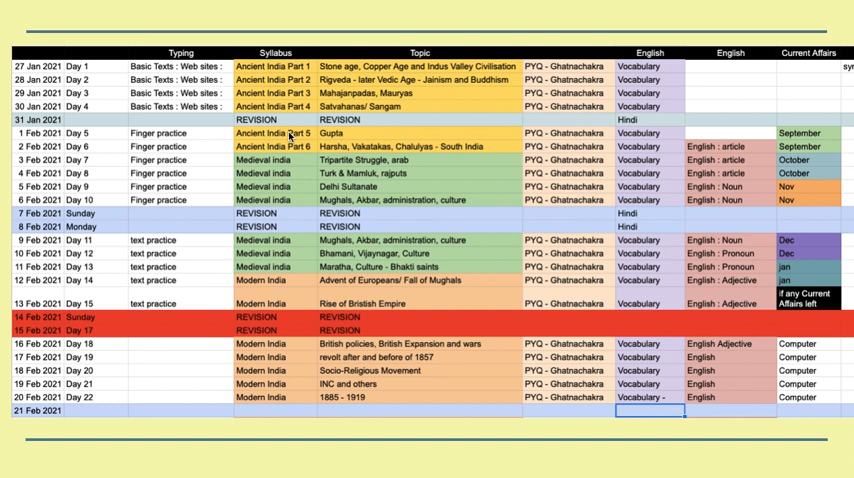 Typing Syllabus Topic English English Current Affairs
27 Jan 2021 Day 1 Basic Texts : Web sites : Ancient India Part 1 Stone age, Copper Age and Indus Valley Civilisation PYQ - Ghatnachakra Vocabulary
28 Jan 2021 Day 2 Basic Texts : Web sites : Ancient India Part 2 Rigveda - later Vedic Age - Jainism and Buddhism PYQ - Ghatnachakra Vocabulary
29 Jan 2021 Day 3 Basic Texts : Web sites : Ancient India Part 3 Mahajanpadas, Mauryas PYQ - Ghatnachakra Vocabulary
30 Jan 2021 Day 4 Basic Texts : Web sites : Ancient India Part 4 Satvahanas/ Sangam PYQ - Ghatnachakra Vocabulary
31 Jan 2021 REVISION REVISION Hindi
1 Feb 2021 Day 5 Finger practice Ancient India Part 5 Gupta PYQ - Ghatnachakra Vocabulary September
2 Feb 2021 Day 6 Finger practice Ancient India Part 6 Harsha, Vakatakas, Chalulyas - South India PYQ - Ghatnachakra Vocabulary English : article September
3 Feb 2021 Day 7 Finger practice Medieval india Tripartite Struggle, arab PYQ - Ghatnachakra Vocabulary English : article October
4 Feb 2021 Day 8 Finger practice Medieval india Turk & Mamluk, rajputs PYQ - Ghatnachakra Vocabulary English : article October
5 Feb 2021 Day 9 Finger practice Medieval india Delhi Sultanate PYQ - Ghatnachakra Vocabulary English : Noun Nov
6 Feb 2021 Day 10 Finger practice Medieval india Mughals, Akbar, administration, culture PYQ - Ghatnachakra Vocabulary English : Noun Nov
7 Feb 2021 Sunday REVISION REVISION Hindi
8 Feb 2021 Monday REVISION REVISION Hindi
9 Feb 2021 Day 11 text practice Medieval india Mughals, Akbar, administration, culture PYQ - Ghatnachakra Vocabulary English : Noun Dec
10 Feb 2021 Day 12 text practice Medieval india Bhamani, Vijaynagar, Culture PYQ - Ghatnachakra Vocabulary English : Pronoun Dec
11 Feb 2021 Day 13 text practice Medieval india Maratha, Culture - Bhakti saints PYQ - Ghatnachakra Vocabulary English : Pronoun jan
12 Feb 2021 Day 14 text practice Modern India Advent of Europeans/ Fall of Mughals PYQ - Ghatnachakra Vocabulary English : Adjective jan
if any Current
13 Feb 2021 Day 15 text practice Modern India Rise of Bristish Empire PYQ - Ghatnachakra Vocabulary English : Adjective Affairs left
14 Feb 2021 Sunday REVISION REVISION
15 Feb 2021 Day 17 REVISION REVISION
16 Feb 2021 Day 18 Modern India British policies, British Expansion and wars PYQ - Ghatnachakra Vocabulary English Adjective Computer
17 Feb 2021 Day 19 Modern India revolt after and before of 1857 PYQ - Ghatnachakra Vocabulary English Computer
18 Feb 2021 Day 20 Modern India Socio-Religious Movement PYQ - Ghatnachakra Vocabulary English Computer
19 Feb 2021 Day 21 Modern India INC and others PYQ - Ghatnachakra Vocabulary English Computer
20 Feb 2021 Day 22 Modern India 1885 - 1919 PYQ - Ghatnachakra Vocabulary - English Computer
21 Feb 2021